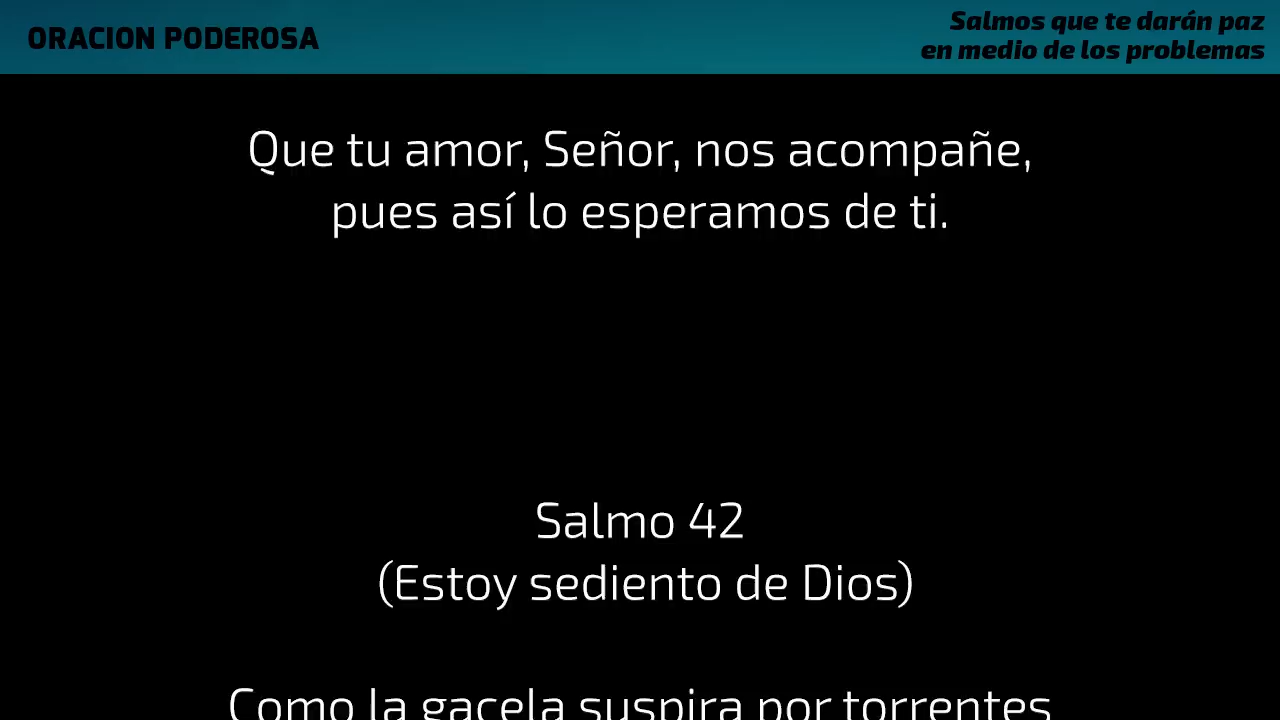 ORACION PODEROSA
Salmos que te darán paz
en medio de los problemas
Que tu amor, Señor, nos acompañe,
pues así lo esperamos de ti.
Salmo 42
(Estoy sediento de Dios)
Como la gacela suspira por torrentes